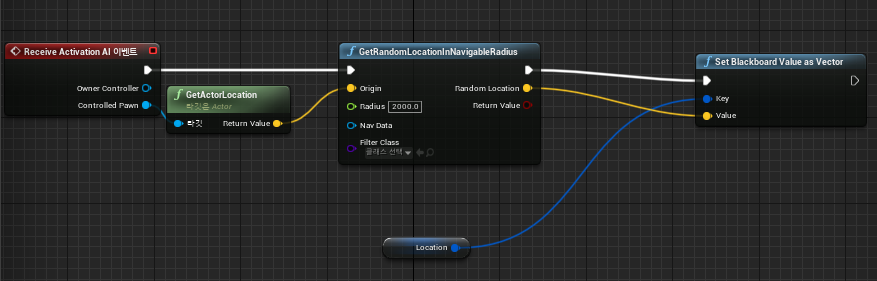 Receive Activation AI 이벤트
Owner Controller
Controlled Pawn
GetActorLocation
타깃은 Actor
타깃
Return Value
GetRandomLocationInNavigableRadius
Origin
Random Location
Radius 2000.0
Return Value
Nav Data
Filter Class
클래스 선택
Set Blackboard Value as Vector
Key
Value
Location